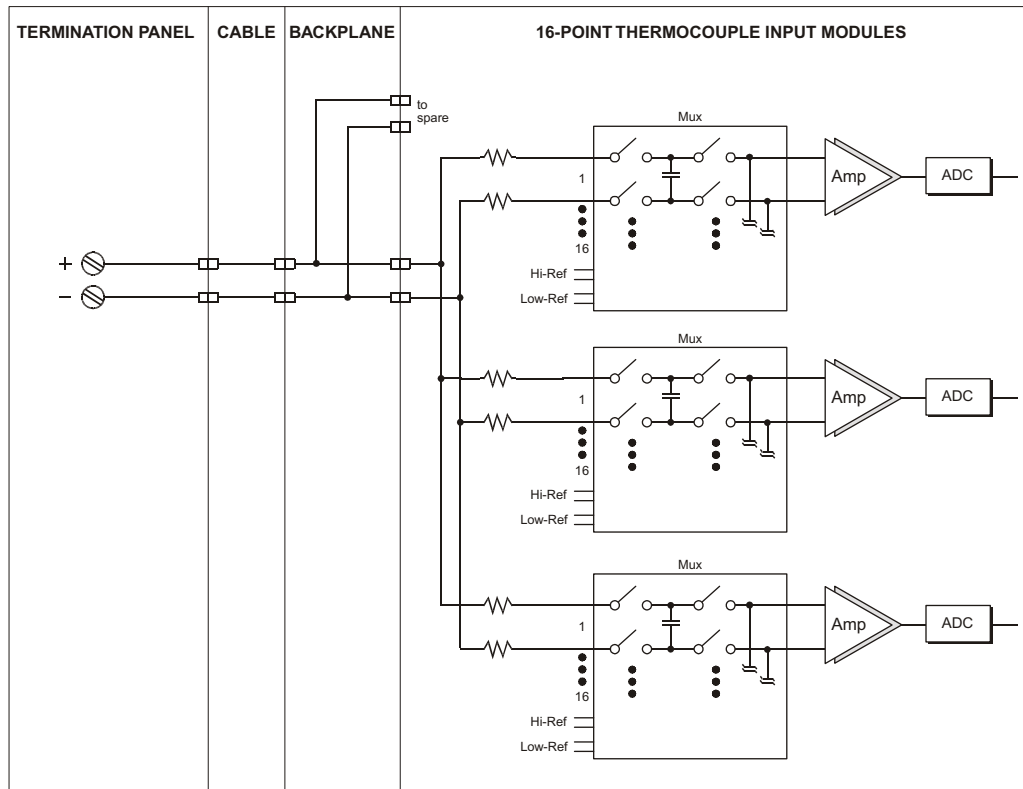 TERMINATION PANEL
CABLE
BACKPLANE
16-POINT THERMOCOUPLE INPUT MODULES
to
spare
+
−
Mux
1
16
Hi-Ref
Low-Ref
Amp
ADC
Mux
1
16
Hi-Ref
Low-Ref
Amp
ADC
Mux
1
16
Hi-Ref
Low-Ref
Amp
ADC